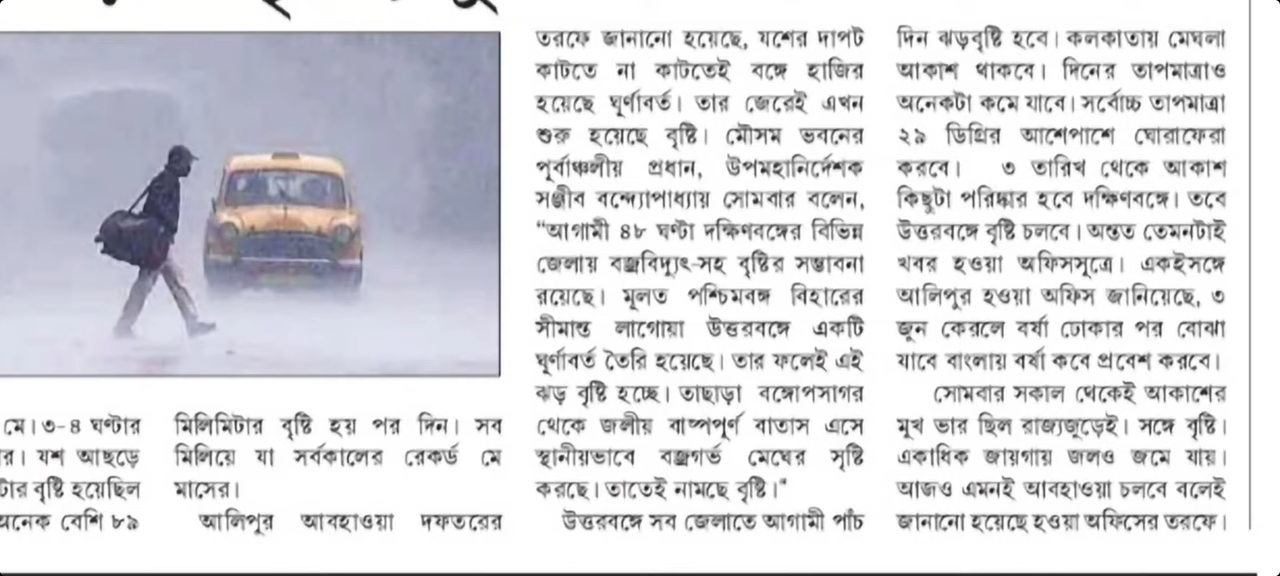 মে। ৩-৪ ঘণ্টার
র। যশ আছড়ে
টার বৃষ্টি হয়েছিল
অনেক বেশি ৮৯
মিলিমিটার বৃষ্টি হয় পর দিন। সব
মিলিয়ে যা সর্বকালের রেকর্ড মে
মাসের।
আলিপুর আবহাওয়া দফতরের
তরফে জানানো হয়েছে, যশের দাপট
কাটতে না কাটতেই বঙ্গে হাজির
হয়েছে ঘূর্ণাবর্ত। তার জেরেই এখন
শুরু হয়েছে বৃষ্টি। মৌসম ভবনের
পূর্বাঞ্চলীয় প্রধান, উপমহানির্দেশক
সঞ্জীব বন্দ্যোপাধ্যায় সোমবার বলেন,
“আগামী ৪৮ ঘণ্টা দক্ষিণবঙ্গের বিভিন্ন
জেলায় বজ্রবিদ্যুৎ-সহ বৃষ্টির সম্ভাবনা
রয়েছে। মূলত পশ্চিমবঙ্গ বিহারের
সীমান্ত লাগোয়া উত্তরবঙ্গে একটি
ঘূর্ণাবর্ত তৈরি হয়েছে। তার ফলেই এই
ঝড় বৃষ্টি হচ্ছে। তাছাড়া বঙ্গোপসাগর
থেকে জলীয় বাষ্পপূর্ণ বাতাস এসে
স্থানীয়ভাবে বজ্রগর্ভ মেঘের সৃষ্টি
করছে। তাতেই নামছে বৃষ্টি।"
উত্তরবঙ্গে সব জেলাতে আগামী পাঁচ
দিন ঝড়বৃষ্টি হবে। কলকাতায় মেঘলা
আকাশ থাকবে। দিনের তাপমাত্রাও
অনেকটা কমে যাবে। সর্বোচ্চ তাপমাত্রা
২৯ ডিগ্রির আশেপাশে ঘোরাফেরা
করবে। ৩ তারিখ থেকে আকাশ
কিছুটা পরিষ্কার হবে দক্ষিণবঙ্গে। তবে
উত্তরবঙ্গে বৃষ্টি চলবে। অন্তত তেমনটাই
খবর হওয়া অফিসসূত্রে। একইসঙ্গে
আলিপুর হওয়া অফিস জানিয়েছে, ৩
জুন কেরলে বর্ষা ঢোকার পর বোঝা
যাবে বাংলায় বর্ষা কবে প্রবেশ করবে।
সোমবার সকাল থেকেই আকাশের
মুখ ভার ছিল রাজ্যজুড়েই। সঙ্গে বৃষ্টি।
একাধিক জায়গায় জলও জমে যায়।
আজও এমনই আবহাওয়া চলবে বলেই
জানানো হয়েছে হওয়া অফিসের তরফে।